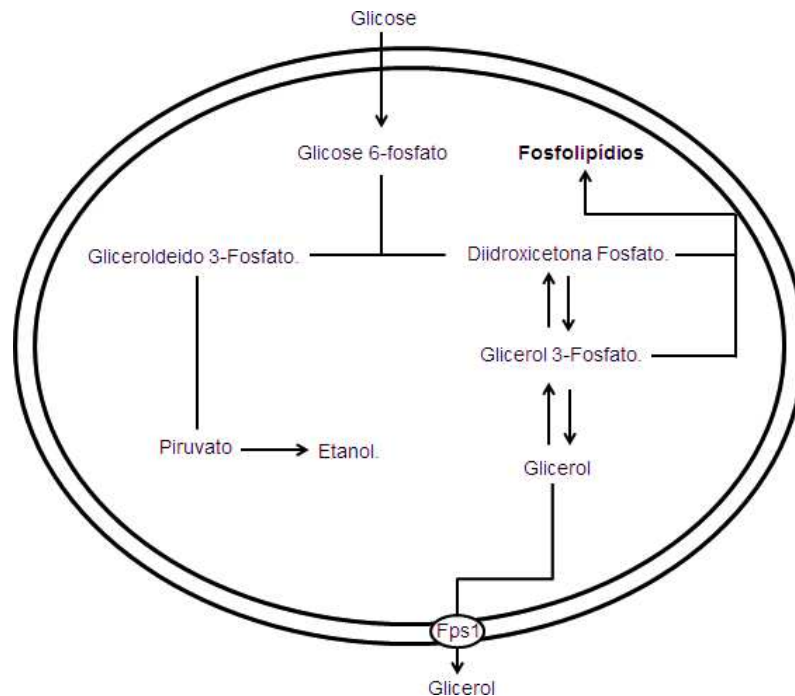 Glicose
Glicose 6-fosfato
Fosfolipídios
Gliceroldeido 3-Fosfato.
Diidroxicetona Fosfato.
Glicerol 3-Fosfato.
Piruvato
Etanol.
Glicerol
Fps1
Glicerol